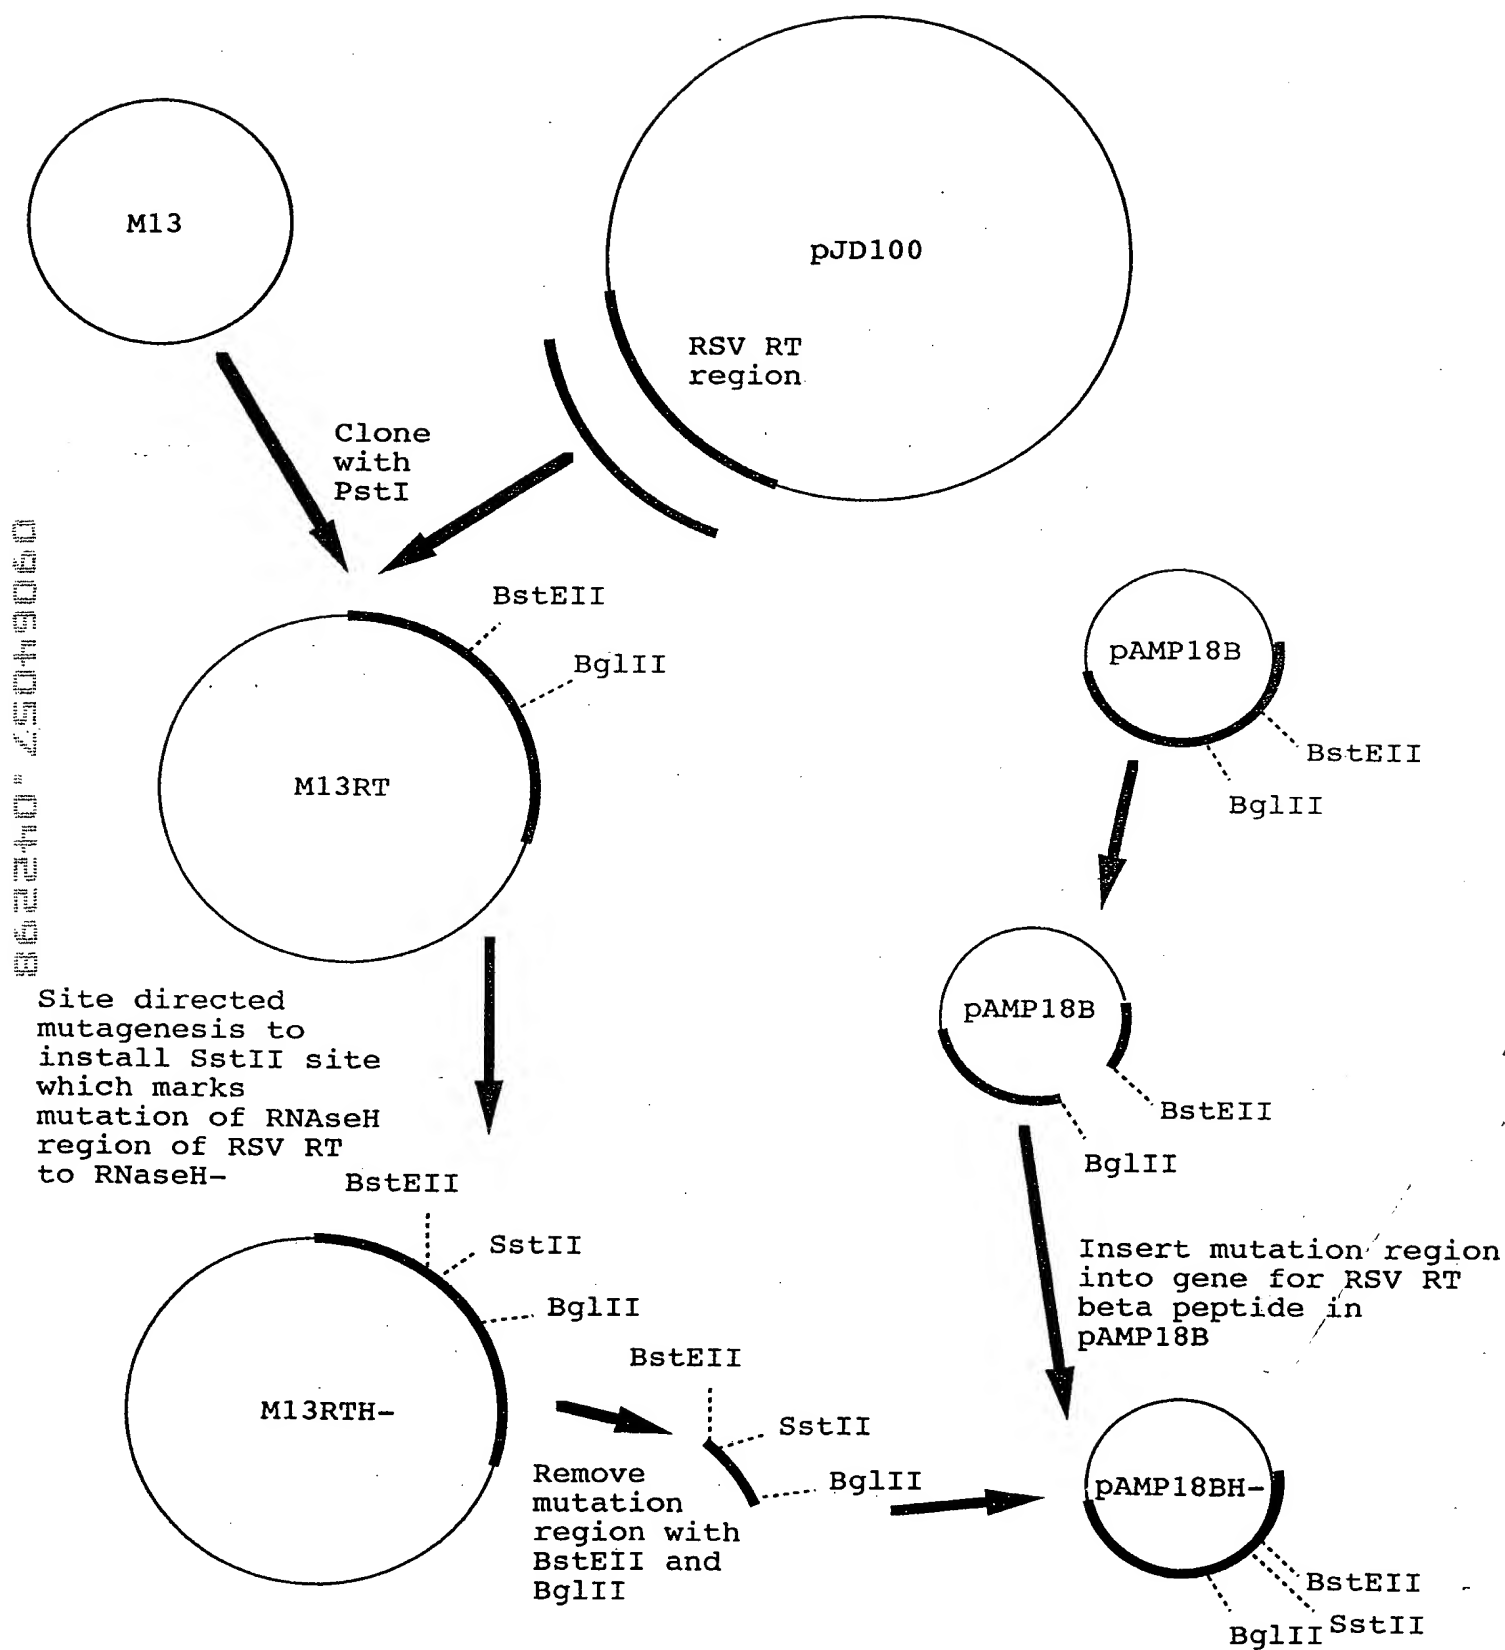 M13
pJD100
RSV RT
region
Clone
with
PstI
BstEII
BglII
M13RT
pAMP18B
BstEII
BglII
09064057.042298
pAMP18B
BstEII
BglII
Site directed
mutagenesis to
install SstII site
which marks
mutation of RNAseH
region of RSV RT
to RNaseH-
BstEII
SstII
BglII
M13RTH-
Insert mutation region
into gene for RSV RT
beta peptide in
pAMP18B
BstEII
SstII
BglII
Remove
mutation
region with
BstEII and
BglII
pAMP18BH-
BstEII
SstII
BglII